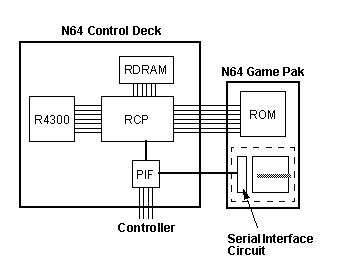 N64 Control Deck
RDRAM
N64 Game Pak
R4300
RCP
ROM
PIF
Controller
Serial Interface
Circuit